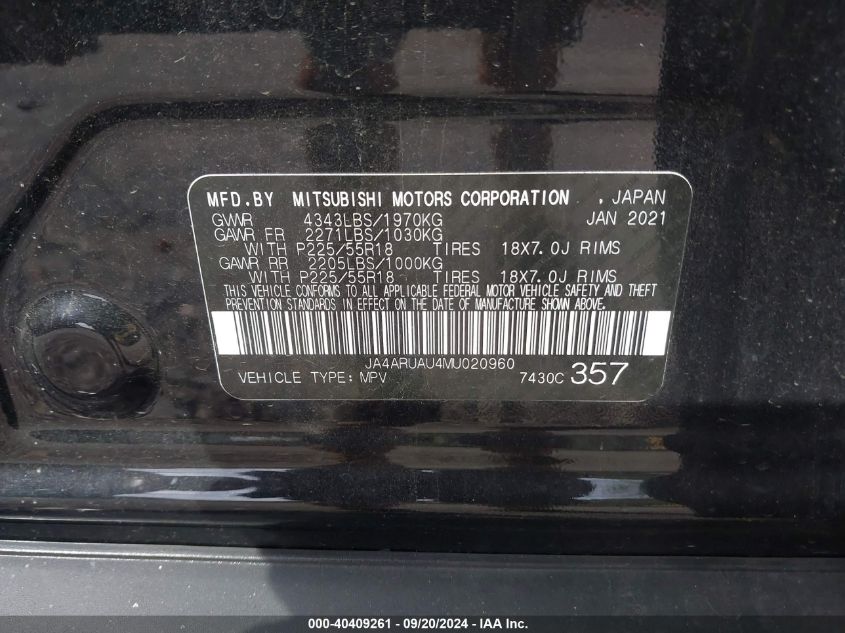 MFD.BY MITSUBISHI MOTORS CORPORATION . JAPAN
GVWR 4343LBS/1970KG JAN 2021
GAWR FR 2271LBS/1030KG
WITH P225/55R18 TIRES 18X7.0J RIMS
GAWR RR 2205LBS/1000KG
WITH P225/55R18 TIRES 18X7.0J RIMS
THIS VEHICLE CONFORMS TO ALL APPLICABLE FEDERAL MOTOR VEHICLE SAFETY AND THEFT
PREVENTION STANDARDS IN EFFECT ON THE DATE OF MANUFACTURE SHOWN ABOVE.
JA4ARUAU4MU020960
VEHICLE TYPE: MPV 7430C 357
000-40409261 - 09/20/2024 - IAA Inc.